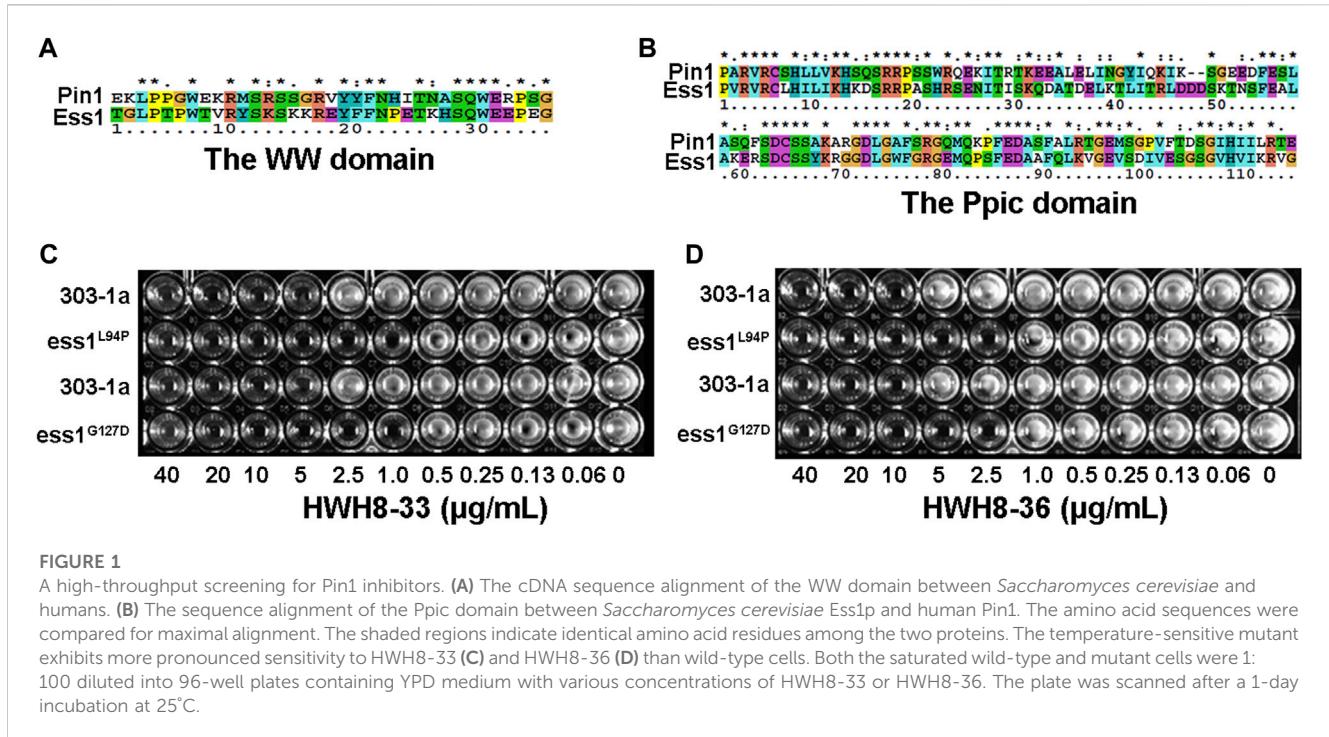 A
B
Pin1 EKLPPGWEKRMSRSSGRVYYFNHITNASQWERPSG
Ess1 TGLPTPWTVRYSKSKKREYFFNPETKHSQWEEPEG
1........10........20........30.....
The WW domain
Pin1 PARVRCSHLLVKHSQSRRPSSWRQEKITRTKEEALELINGYIQKIK--SGEEDFESL
Ess1 PVRVRCLHILIKHKDSRRPASHRSENITISKQDATDELKTLITRLDDDSKTNSFEAL
1........10........20........30........40........50.......
Pin1 ASQFSDCSSAKARGDLGAFSRGQMQKPFEDASFALRTGEMSGPVFTDSGIHIILRTE
Ess1 AKERSDCSSYKRGGDLGWFGRGEMQPSFEDAAFQLKVGEVSDIVESGSGVHVIKRVG
.60........70........80........90........100.......110....
The Ppic domain
C
D
303-1a
ess1L94P
303-1a
ess1G127D
40 20 10 5 2.5 1.0 0.5 0.25 0.13 0.06 0
HWH8-33 (µg/mL)
303-1a
ess1L94P
303-1a
ess1G127D
40 20 10 5 2.5 1.0 0.5 0.25 0.13 0.06 0
HWH8-36 (µg/mL)
FIGURE 1
A high-throughput screening for Pin1 inhibitors. (A) The cDNA sequence alignment of the WW domain between Saccharomyces cerevisiae and
humans. (B) The sequence alignment of the Ppic domain between Saccharomyces cerevisiae Ess1p and human Pin1. The amino acid sequences were
compared for maximal alignment. The shaded regions indicate identical amino acid residues among the two proteins. The temperature-sensitive mutant
exhibits more pronounced sensitivity to HWH8-33 (C) and HWH8-36 (D) than wild-type cells. Both the saturated wild-type and mutant cells were 1:
100 diluted into 96-well plates containing YPD medium with various concentrations of HWH8-33 or HWH8-36. The plate was scanned after a 1-day
incubation at 25°C.